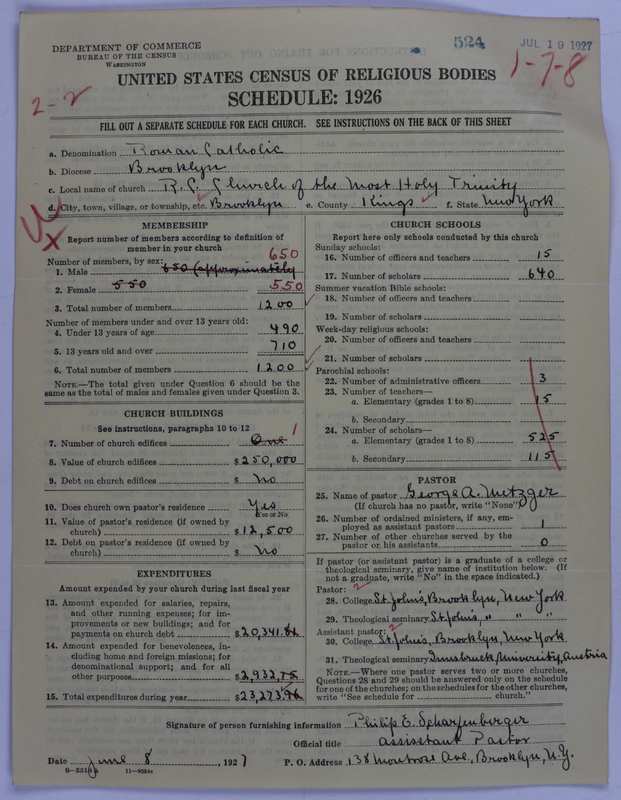 DEPARTMENT OF COMMERCE
BUREAU OF THE CENSUS
WASHINGTON
524
JUL 19 1927
1-7-8
2-2
UNITED STATES CENSUS OF RELIGIOUS BODIES
SCHEDULE: 1926
FILL OUT A SEPARATE SCHEDULE FOR EACH CHURCH. SEE INSTRUCTIONS ON THE BACK OF THIS SHEET
a. Denomination Roman Catholic
b. Diocese Brooklyn
c. Local name of church R.C. Church of the Most Holy Trinity
d. City, town, village, or township, etc. Brooklyn e. County Kings f. State New York
MEMBERSHIP
Report number of members according to definition of
member in your church
Number of members, by sex: 650
1. Male 650 (approximately
2. Female 550 550
3. Total number of members 1200
Number of members under and over 13 years old:
4. Under 13 years of age 490
5. 13 years old and over 710
6. Total number of members 1200
NOTE.—The total given under Question 6 should be the
same as the total of males and females given under Question 3.
CHURCH BUILDINGS
See instructions, paragraphs 10 to 12
7. Number of church edifices One 1
8. Value of church edifices $250,000
9. Debt on church edifices $ No
10. Does church own pastor's residence Yes
Yes or No
11. Value of pastor's residence (if owned by
church) $12,500
12. Debt on pastor's residence (if owned by
church) $ No
EXPENDITURES
Amount expended by your church during last fiscal year
13. Amount expended for salaries, repairs,
and other running expenses; for im-
provements or new buildings; and for
payments on church debt $20,341.
14. Amount expended for benevolences, in-
cluding home and foreign missions; for
denominational support; and for all
other purposes $2,932.75
15. Total expenditures during year $23,273.
CHURCH SCHOOLS
Report here only schools conducted by this church
Sunday schools:
16. Number of officers and teachers 15
17. Number of scholars 640
Summer vacation Bible schools:
18. Number of officers and teachers
19. Number of scholars
Week-day religious schools:
20. Number of officers and teachers
21. Number of scholars
Parochial schools:
22. Number of administrative officers 3
23. Number of teachers—
a. Elementary (grades 1 to 8) 15
b. Secondary
24. Number of scholars—
a. Elementary (grades 1 to 8) 525
b. Secondary 115
PASTOR
25. Name of pastor George A. Metzger
(If church has no pastor, write "None")
26. Number of ordained ministers, if any, em-
ployed as assistant pastors 1
27. Number of other churches served by the
pastor or his assistants 0
If pastor (or assistant pastor) is a graduate of a college or
theological seminary, give name of institution below. (If
not a graduate, write "No" in the space indicated.)
Pastor: 2
28. College St. Johns, Brooklyn, New York
29. Theological seminary St. Johns, " " "
Assistant pastor: 2
30. College St. Johns, Brooklyn, New York
31. Theological seminary Innsbruck University, Austria
NOTE.—Where one pastor serves two or more churches,
Questions 28 and 29 should be answered only on the schedule
for one of the churches; on the schedules for the other churches,
write "See schedule for church."
Signature of person furnishing information Philip E. Scharfenberger
Official title assisstant Pastor
Date June 8, 1927 P. O. Address 138 Montrose Ave., Brooklyn, N.Y.
8-5519a 11-9554c